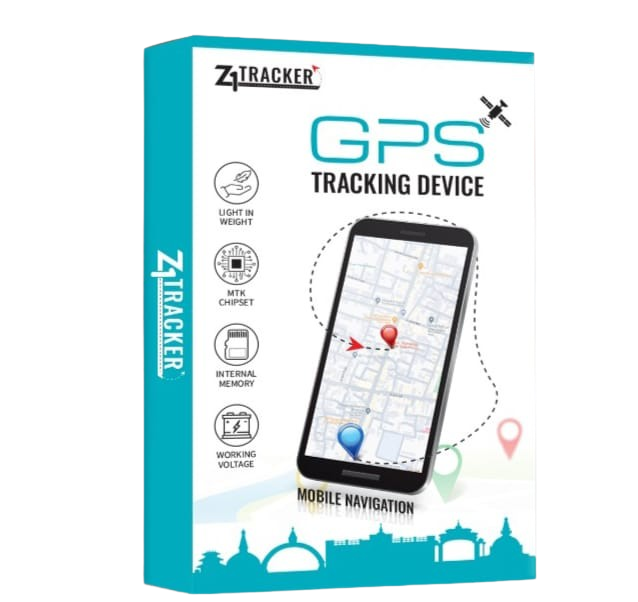 Z1TRACKER
GPS
TRACKING DEVICE
LIGHT IN
WEIGHT
MTK
CHIPSET
INTERNAL
MEMORY
WORKING
VOLTAGE
MOBILE NAVIGATION
Z1TRACKER